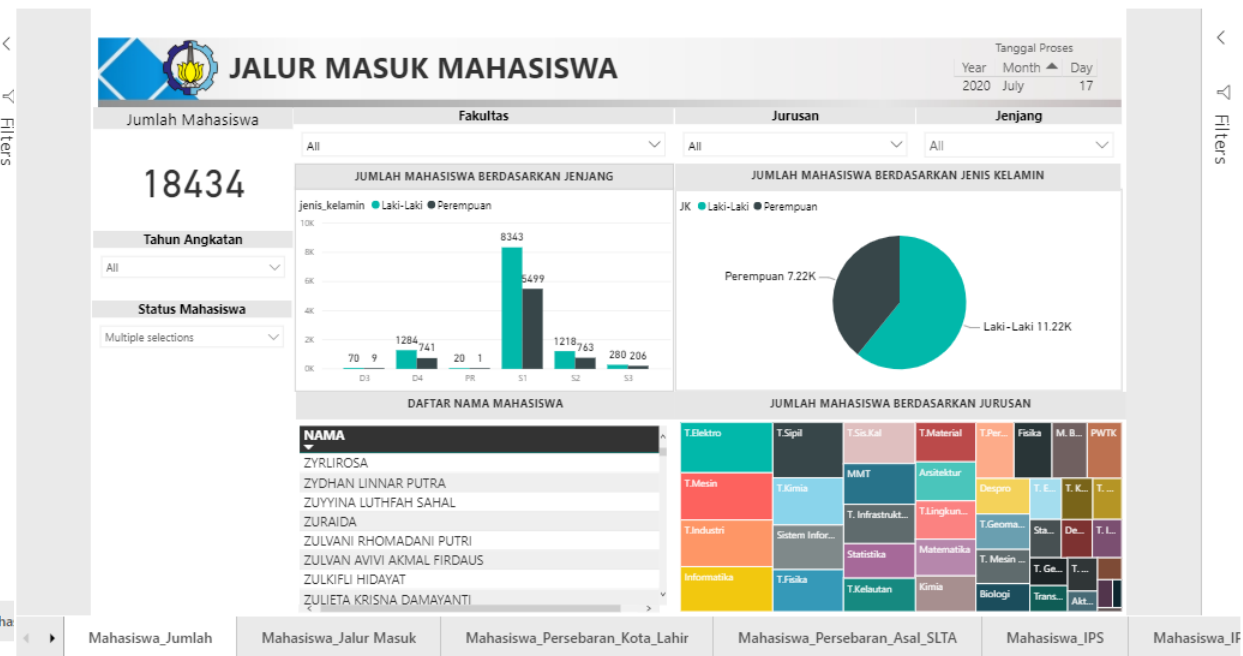 JALUR MASUK MAHASISWA
Tanggal Proses
Year Month Day
2020 July 17
Filters
Filters
Jumlah Mahasiswa
18434
Fakultas
All
Jurusan
All
Jenjang
All
Tahun Angkatan
All
Status Mahasiswa
Multiple selections
JUMLAH MAHASISWA BERDASARKAN JENJANG
jenis_kelamin Laki-Laki Perempuan
10K
8K
6K
4K
2K
0K
70 9
1284 741
20 1
8343 5499
1218 763
280 206
D3 D4 PR S1 S2 S3
JUMLAH MAHASISWA BERDASARKAN JENIS KELAMIN
JK Laki-Laki Perempuan
Perempuan 7.22K
Laki-Laki 11.22K
DAFTAR NAMA MAHASISWA
NAMA
ZYRLIROSA
ZYDHAN LINNAR PUTRA
ZUYYINA LUTHFAH SAHAL
ZURAIDA
ZULVANI RHOMADANI PUTRI
ZULVAN AVIVI AKMAL FIRDAUS
ZULKIFLI HIDAYAT
ZULIETA KRISNA DAMAYANTI
JUMLAH MAHASISWA BERDASARKAN JURUSAN
T.Elektro
T.Mesin
T.Industri
Informatika
T.Sipil
T.Kimia
Sistem Infor...
T.Fisika
T.Sis.Kal
MMT
T. Infrastrukt...
Statistika
T.Kelautan
T.Material
Arsitektur
T.Lingkun...
Matematika
Kimia
T.Per...
Fisika
M. B...
PWTK
Despro
T. E...
T. K...
T. ...
T.Geoma...
Sta...
De...
T. I...
T. Mesin ...
T. Ge...
T. ...
Biologi
Trans...
Akt...
Mahasiswa_Jumlah
Mahasiswa_Jalur Masuk
Mahasiswa_Persebaran_Kota_Lahir
Mahasiswa_Persebaran_Asal_SLTA
Mahasiswa_IPS
Mahasiswa_IP